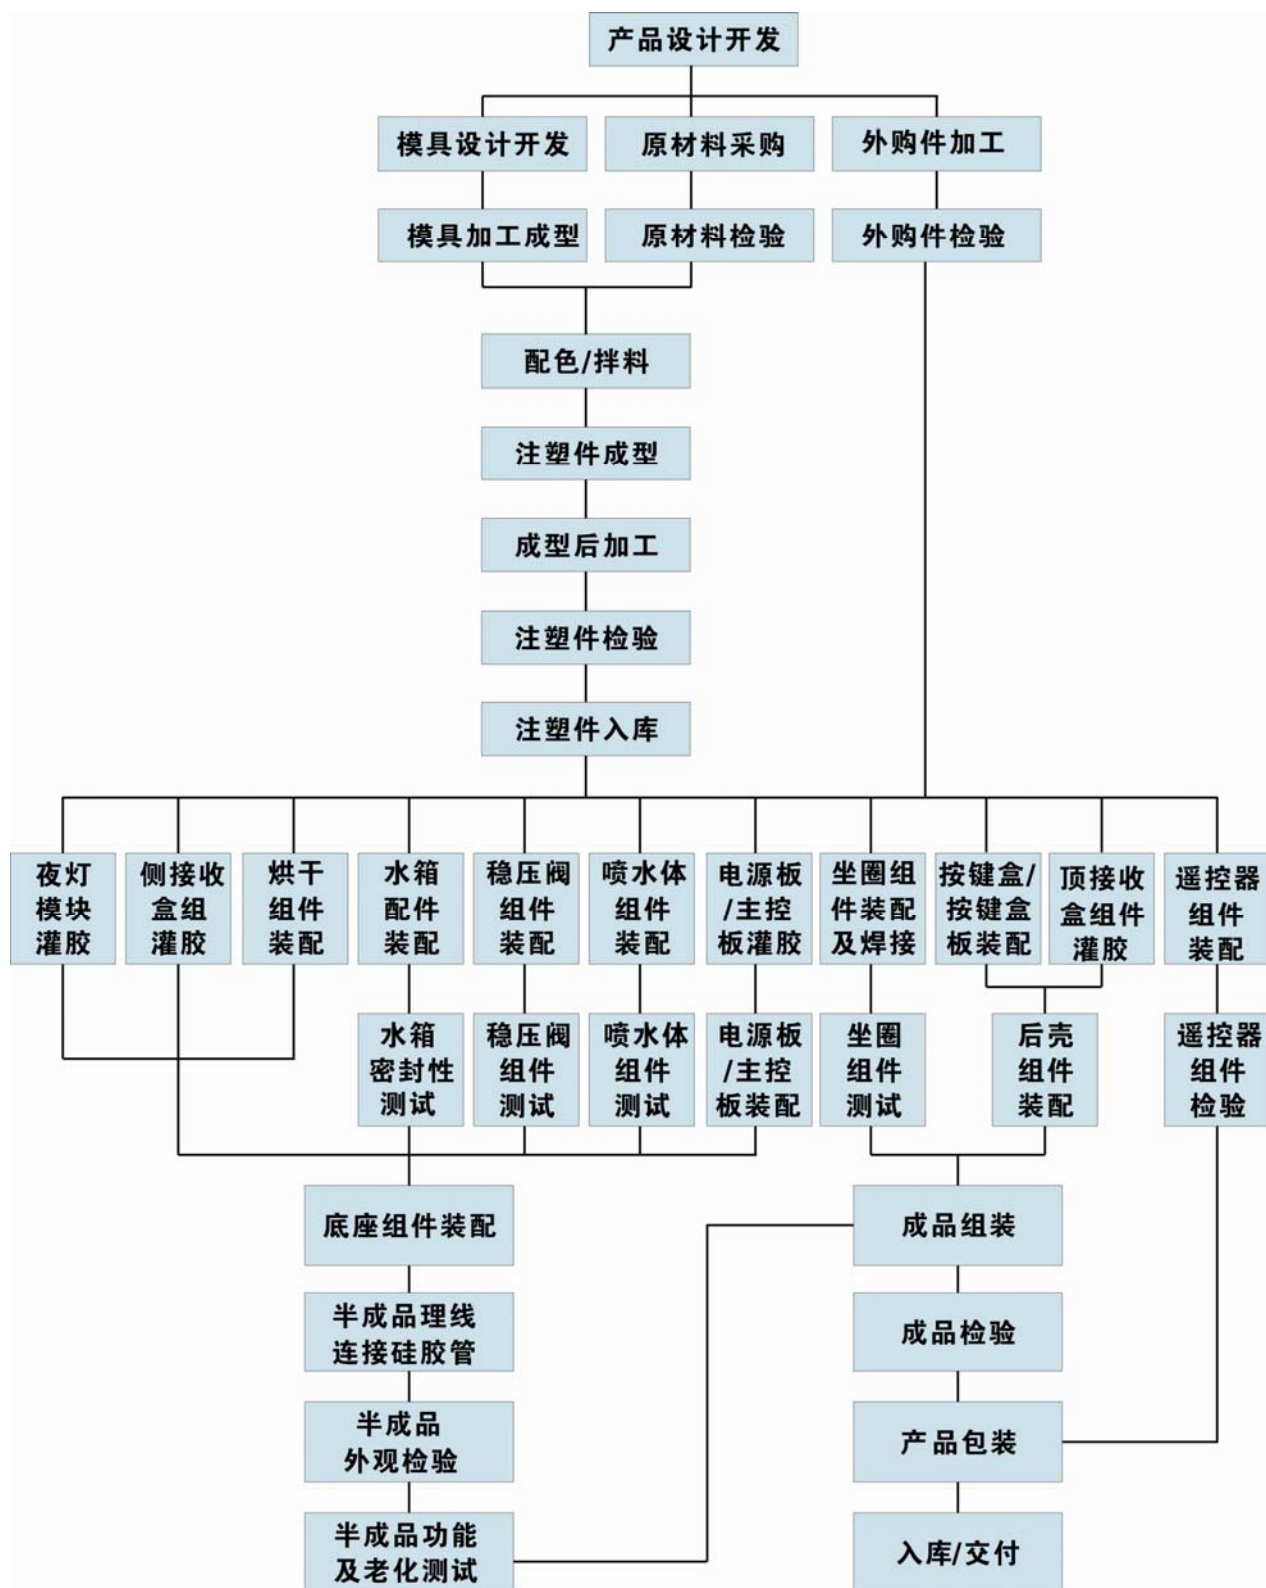 产品设计开发
模具设计开发
原材料采购
外购件加工
模具加工成型
原材料检验
外购件检验
配色/拌料
注塑件成型
成型后加工
注塑件检验
注塑件入库
夜灯
模块
灌胶
侧接收
盒组
灌胶
烘干
组件
装配
水箱
配件
装配
稳压阀
组件
装配
喷水体
组件
装配
电源板
/主控
板灌胶
坐圈组
件装配
及焊接
按键盒/
按键盒
板装配
顶接收
盒组件
灌胶
遥控器
组件
装配
水箱
密封性
测试
稳压阀
组件
测试
喷水体
组件
测试
电源板
/主控
板装配
坐圈
组件
测试
后壳
组件
装配
遥控器
组件
检验
底座组件装配
成品组装
半成品理线
连接硅胶管
成品检验
半成品
外观检验
产品包装
半成品功能
及老化测试
入库/交付